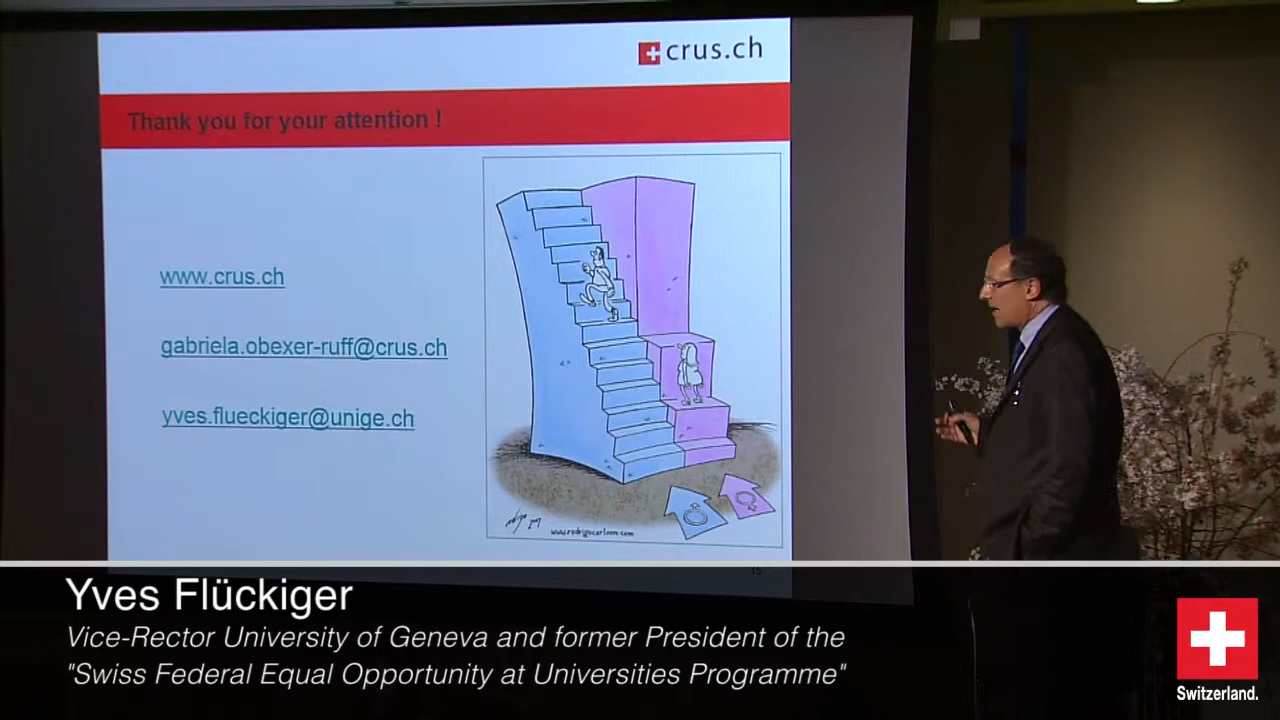 crus.ch
Thank you for your attention !
www.crus.ch
gabriela.obexer-ruff@crus.ch
yves.flueckiger@unige.ch
www.rodrigocartoon.com
15
Yves Flückiger
Vice-Rector University of Geneva and former President of the
"Swiss Federal Equal Opportunity at Universities Programme"
Switzerland.